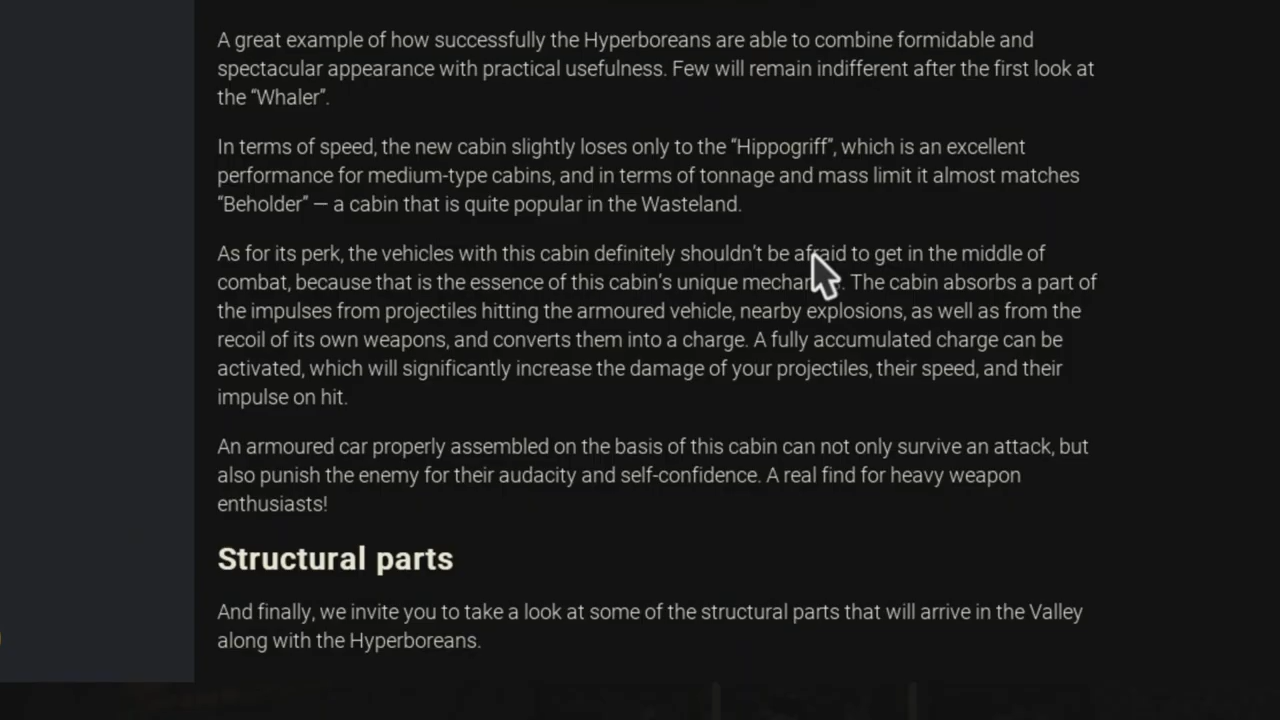 A great example of how successfully the Hyperboreans are able to combine formidable and
spectacular appearance with practical usefulness. Few will remain indifferent after the first look at
the “Whaler”.
In terms of speed, the new cabin slightly loses only to the “Hippogriff”, which is an excellent
performance for medium-type cabins, and in terms of tonnage and mass limit it almost matches
“Beholder” — a cabin that is quite popular in the Wasteland.
As for its perk, the vehicles with this cabin definitely shouldn’t be afraid to get in the middle of
combat, because that is the essence of this cabin’s unique The cabin absorbs a part of
the impulses from projectiles hitting the armoured vehicle, nearby explosions, as well as from the
recoil of its own weapons, and converts them into a charge. A fully accumulated charge can be
activated, which will significantly increase the damage of your projectiles, their speed, and their
impulse on hit.
An armoured car properly assembled on the basis of this cabin can not only survive an attack, but
also punish the enemy for their audacity and self-confidence. A real find for heavy weapon
enthusiasts!
Structural parts
And finally, we invite you to take a look at some of the structural parts that will arrive in the Valley
along with the Hyperboreans.